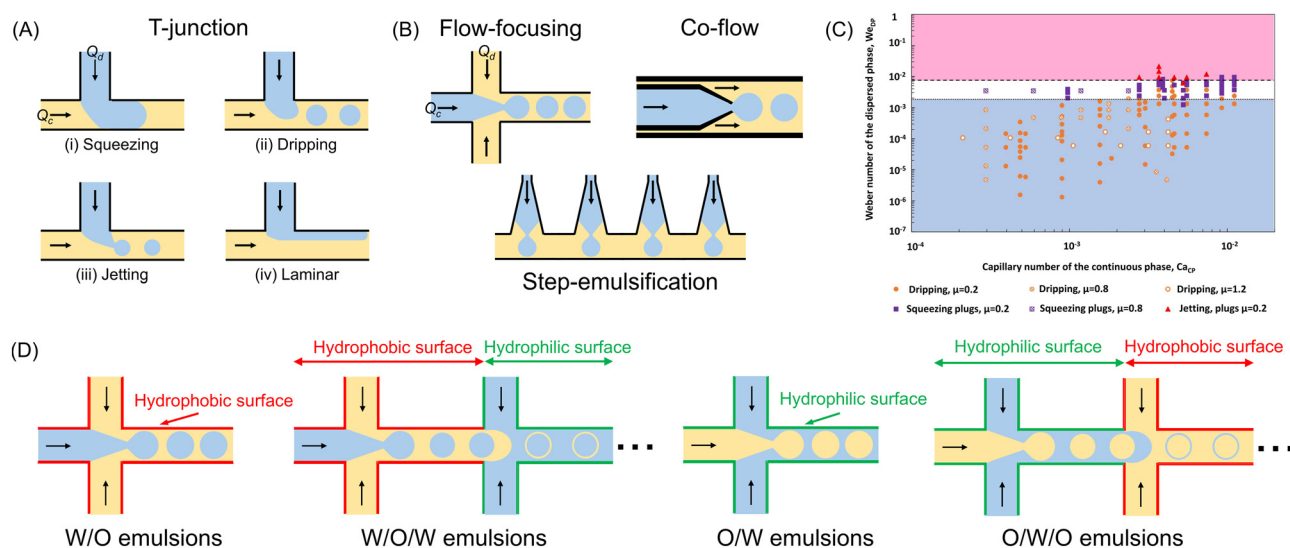 (A)
T-junction
Q_d
Q_c
(i) Squeezing
(ii) Dripping
(iii) Jetting
(iv) Laminar
(B)
Flow-focusing
Co-flow
Q_d
Q_c
Step-emulsification
(C)
Weber number of the dispersed phase, We_DP
1
10^-1
10^-2
10^-3
10^-4
10^-5
10^-6
10^-7
10^-4
10^-3
10^-2
Capillary number of the continuous phase, Ca_CP
Dripping, μ=0.2
Dripping, μ=0.8
Dripping, μ=1.2
Squeezing plugs, μ=0.2
Squeezing plugs, μ=0.8
Jetting, plugs μ=0.2
(D)
Hydrophobic surface
W/O emulsions
Hydrophobic surface
Hydrophilic surface
W/O/W emulsions
Hydrophilic surface
O/W emulsions
Hydrophilic surface
Hydrophobic surface
O/W/O emulsions